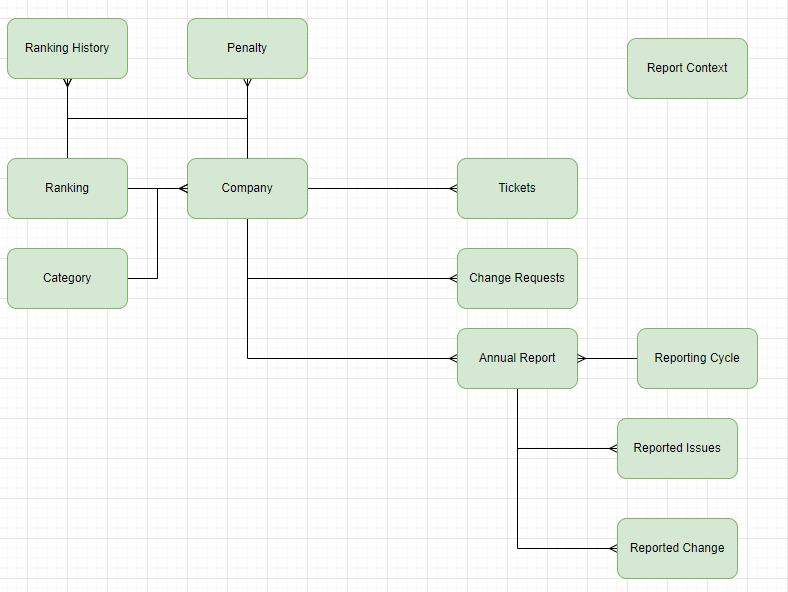 Ranking History
Penalty
Report Context
Ranking
Company
Tickets
Category
Change Requests
Annual Report
Reporting Cycle
Reported Issues
Reported Change